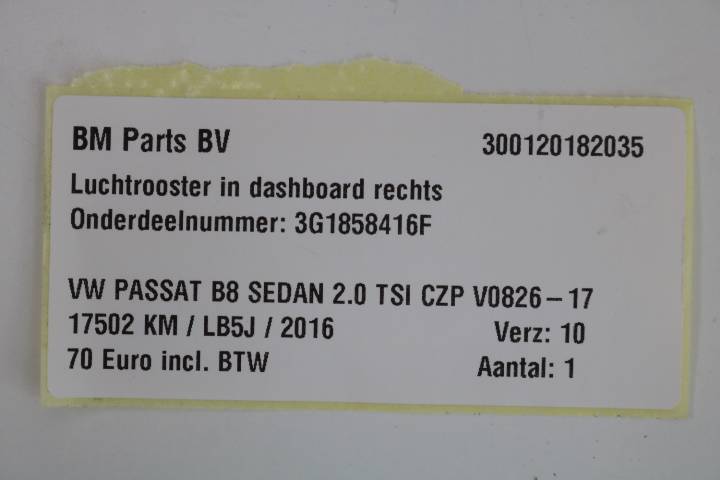 BM Parts BV 300120182035
Luchtrooster in dashboard rechts
Onderdeelnummer: 3G1858416F
VW PASSAT B8 SEDAN 2.0 TSI CZP V0826-17
17502 KM / LB5J / 2016 Verz: 10
70 Euro incl. BTW Aantal: 1